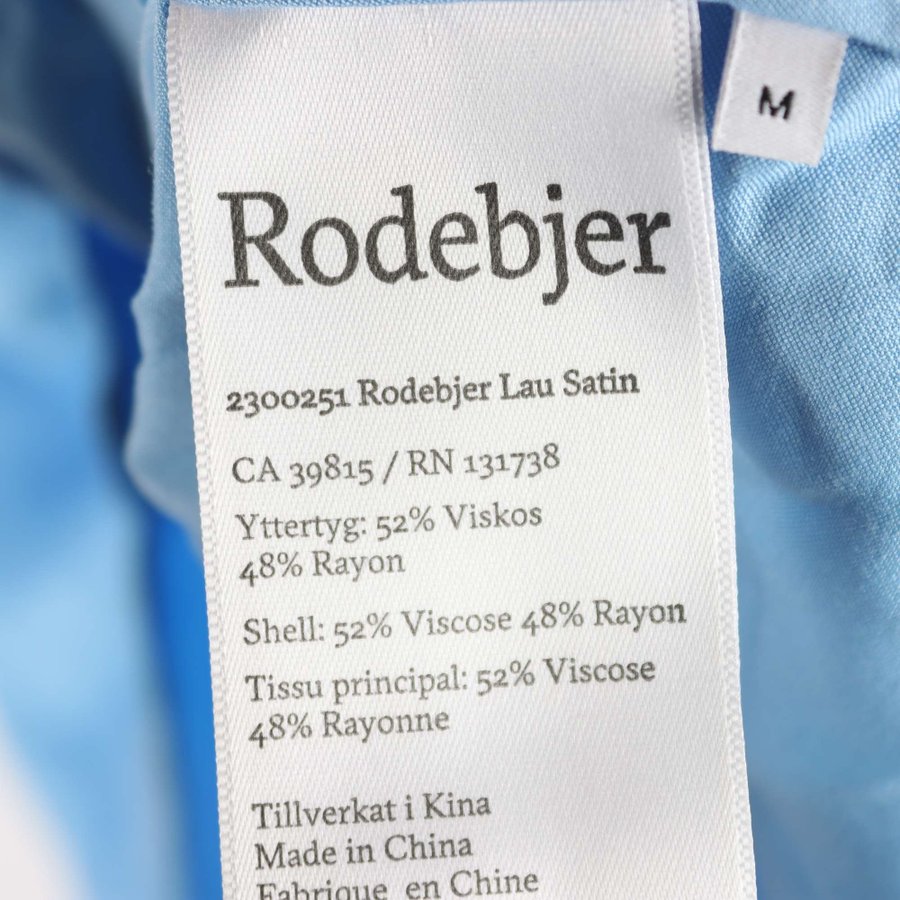 M
Rodebjer
2300251 Rodebjer Lau Satin
CA 39815 / RN 131738
Yttertyg: 52% Viskos
48% Rayon
Shell: 52% Viscose 48% Rayon
Tissu principal: 52% Viscose
48% Rayonne
Tillverkat i Kina
Made in China
Fabrique en Chine